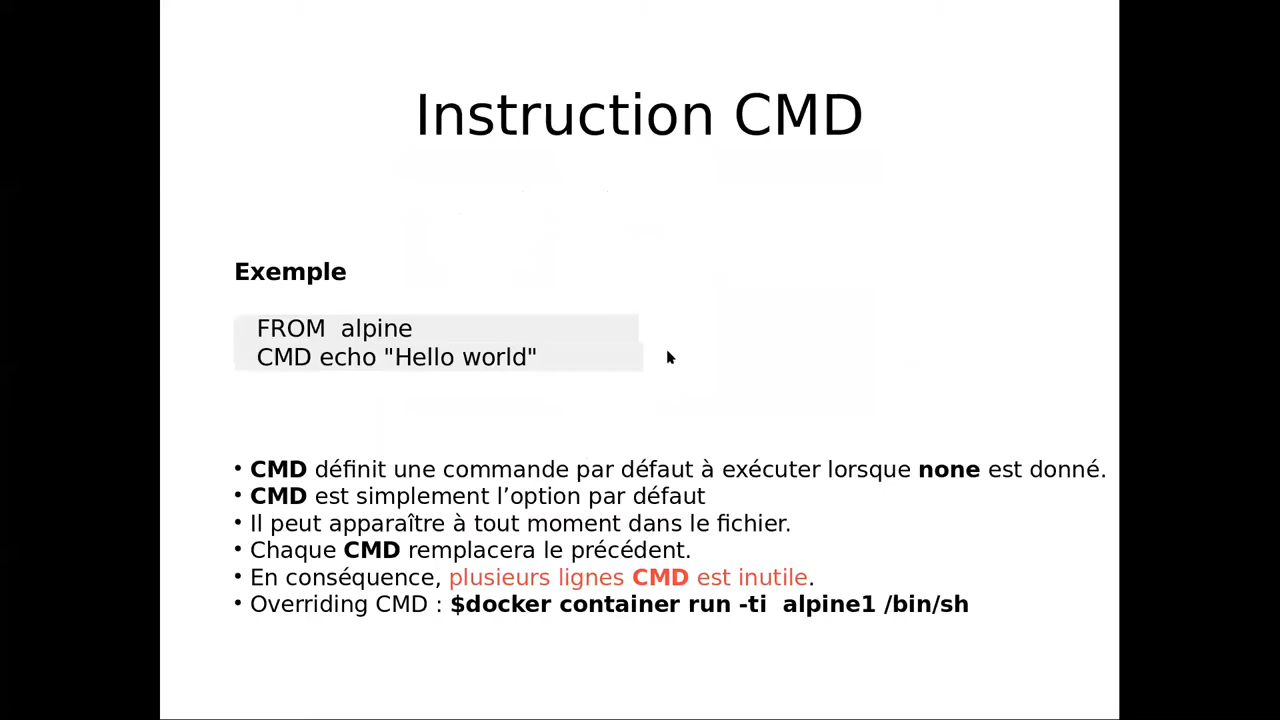 Instruction CMD
Exemple
FROM  alpine
CMD echo "Hello world"
• CMD définit une commande par défaut à exécuter lorsque none est donné.
• CMD est simplement l’option par défaut
• Il peut apparaître à tout moment dans le fichier.
• Chaque CMD remplacera le précédent.
• En conséquence, plusieurs lignes CMD est inutile.
• Overriding CMD : $docker container run -ti  alpine1 /bin/sh